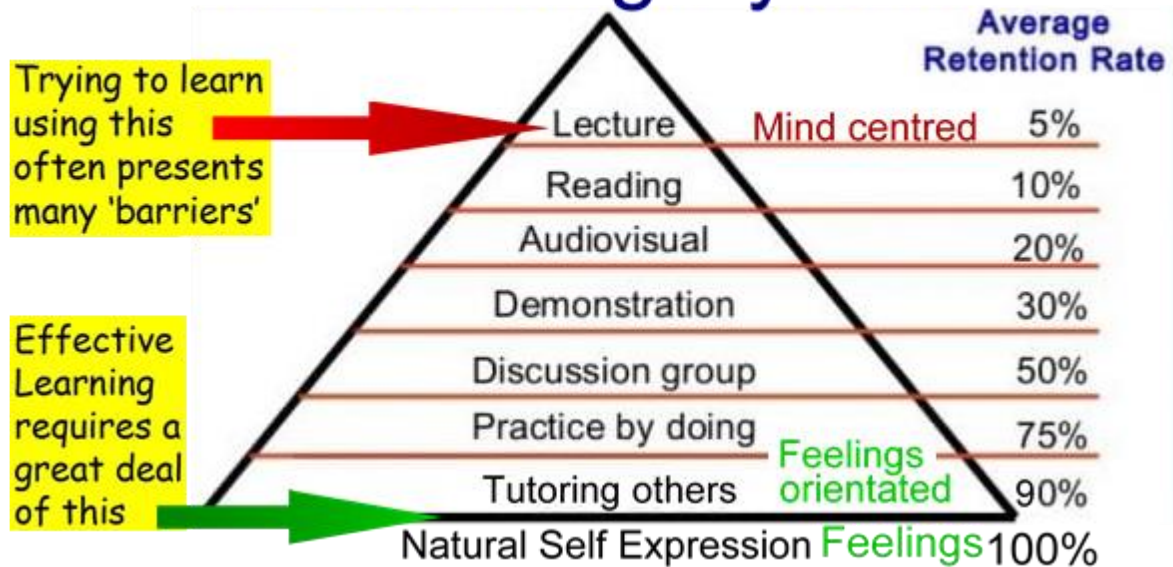 Average
Retention Rate
Trying to learn
using this
often presents
many ‘barriers’
Lecture Mind centred 5%
Reading 10%
Audiovisual 20%
Demonstration 30%
Effective
Learning
requires a
great deal
of this
Discussion group 50%
Practice by doing 75%
Feelings
orientated
Tutoring others 90%
Natural Self Expression Feelings 100%